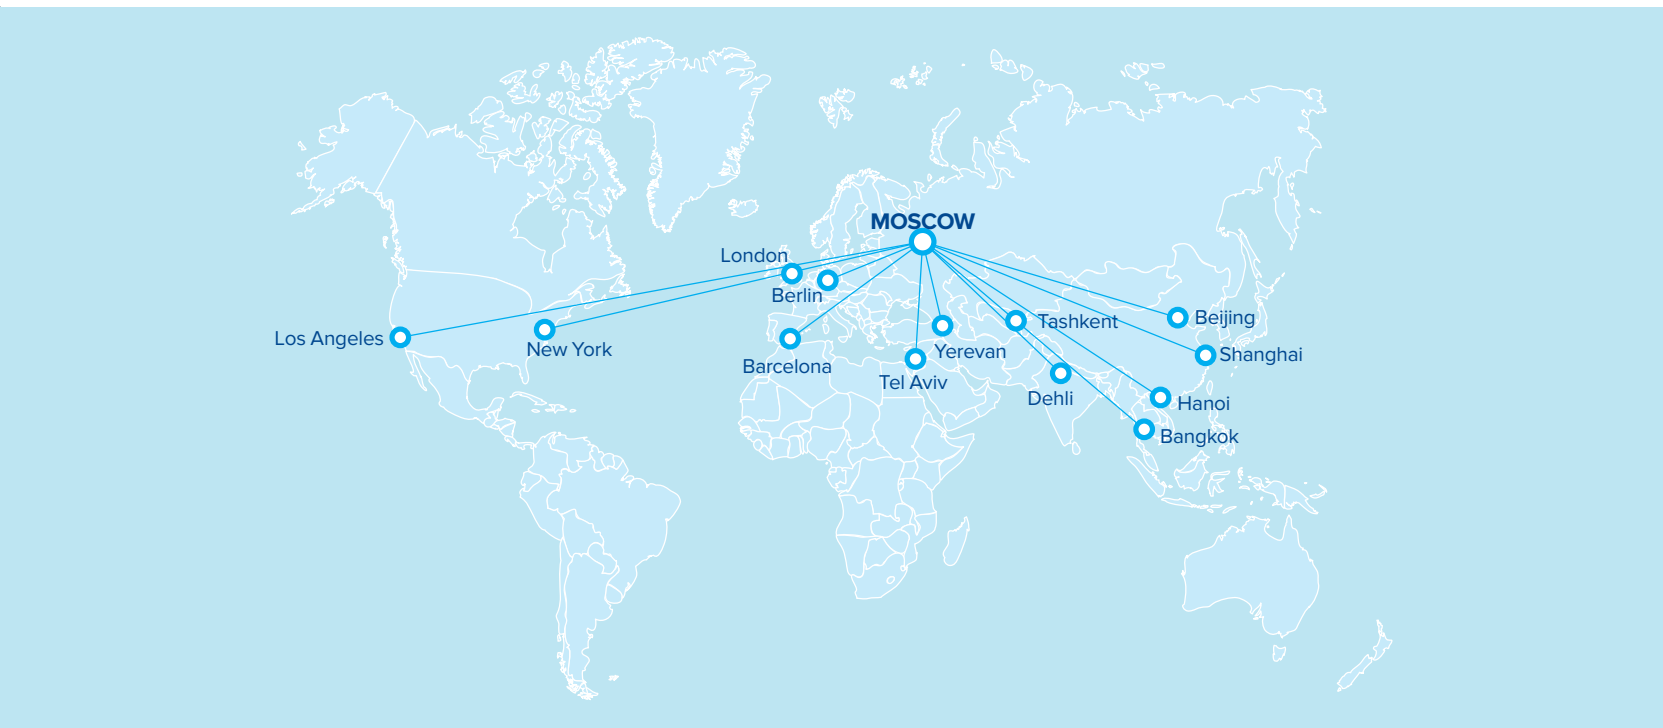 MOSCOW
London
Berlin
Los Angeles
New York
Barcelona
Tel Aviv
Yerevan
Tashkent
Dehli
Beijing
Shanghai
Hanoi
Bangkok